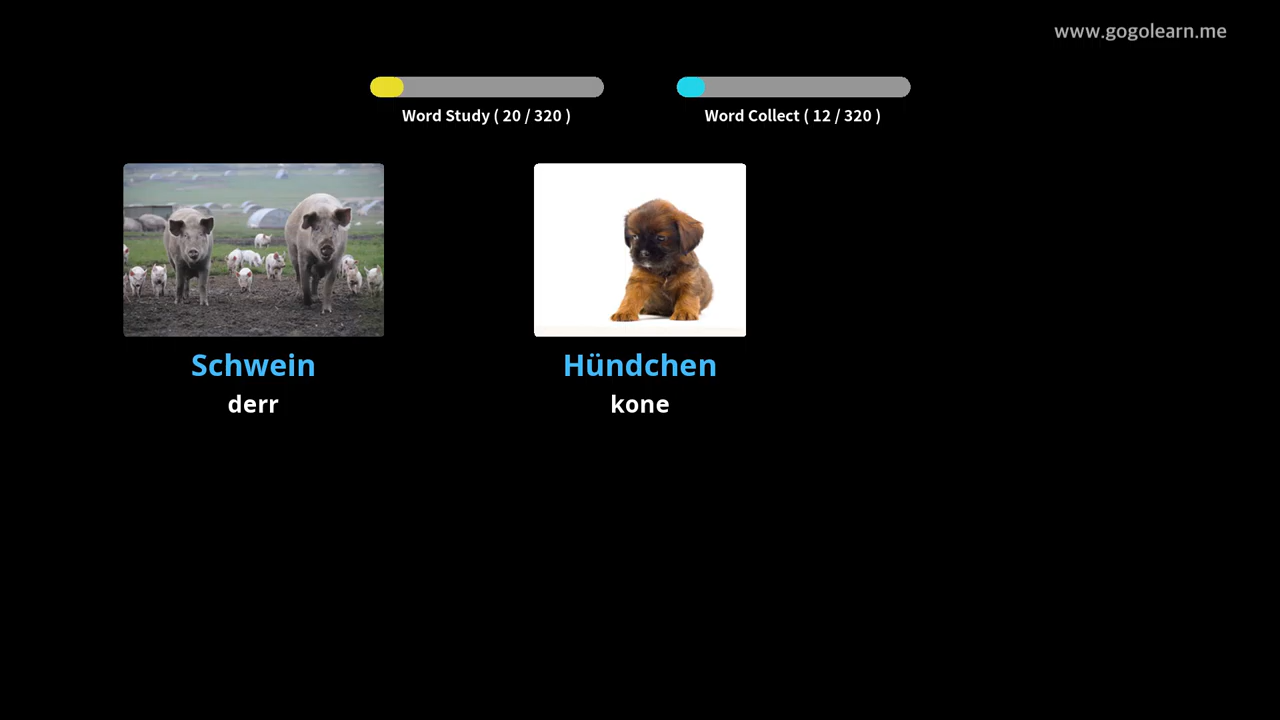 www.gogolearn.me
Word Study ( 20 / 320 )
Word Collect ( 12 / 320 )
Schwein
derr
Hündchen
kone